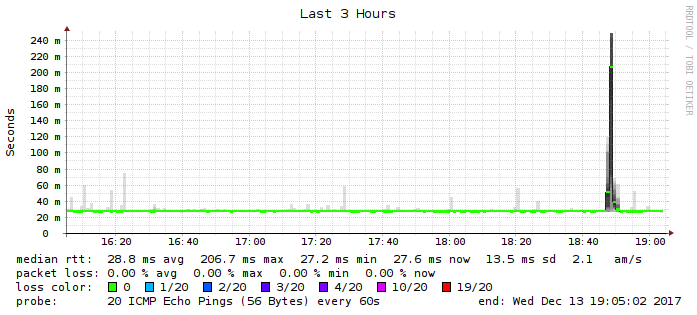 Last 3 Hours
RRDTOOL / TOBI OETIKER
Seconds
240 m
220 m
200 m
180 m
160 m
140 m
120 m
100 m
80 m
60 m
40 m
20 m
0
16:20 16:40 17:00 17:20 17:40 18:00 18:20 18:40 19:00
median rtt: 28.8 ms avg 206.7 ms max 27.2 ms min 27.6 ms now 13.5 ms sd 2.1 am/s
packet loss: 0.00 % avg 0.00 % max 0.00 % min 0.00 % now
loss color: 0 1/20 2/20 3/20 4/20 10/20 19/20
probe: 20 ICMP Echo Pings (56 Bytes) every 60s end: Wed Dec 13 19:05:02 2017